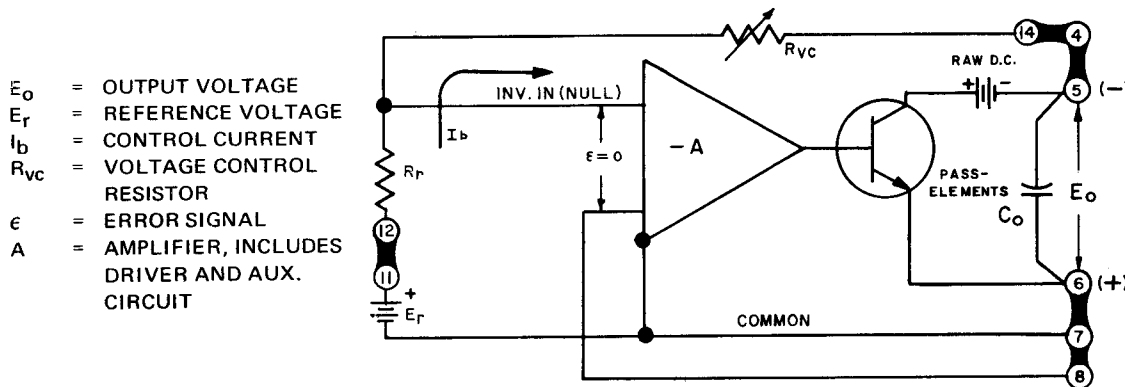 Eo = OUTPUT VOLTAGE
Er = REFERENCE VOLTAGE
Ib = CONTROL CURRENT
Rvc = VOLTAGE CONTROL
RESISTOR
ϵ = ERROR SIGNAL
A = AMPLIFIER, INCLUDES
DRIVER AND AUX.
CIRCUIT
RVC
14
4
RAW D.C.
+ -
5 (-)
INV. IN (NULL)
Ib
ε=0
-A
Rr
PASS-
ELEMENTS
Co
Eo
12
11
+
Er
6 (+)
COMMON
7
8